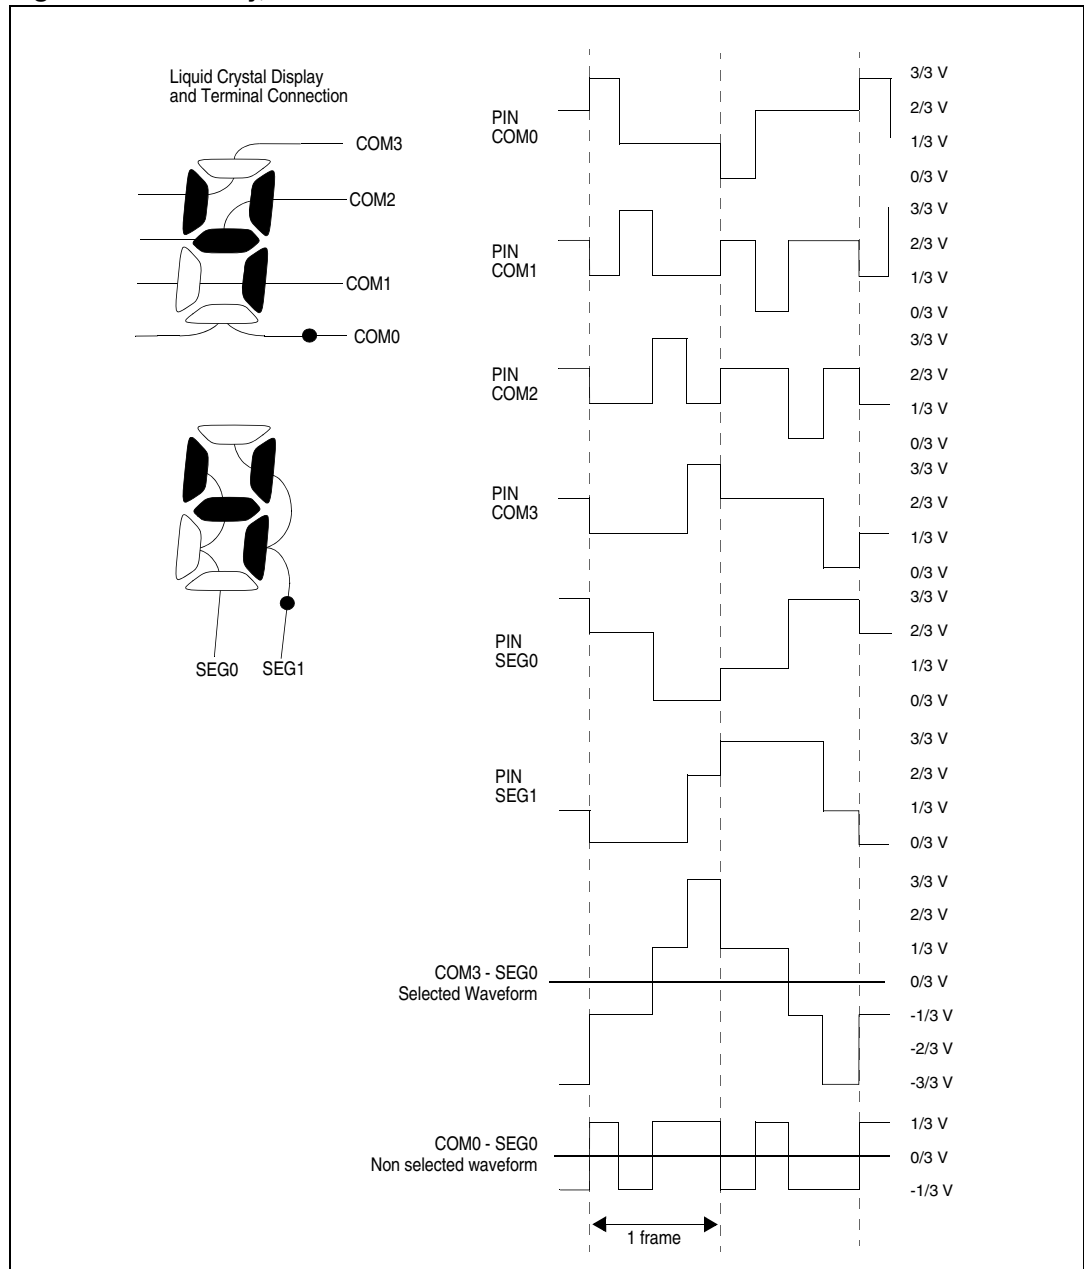 Liquid Crystal Display
and Terminal Connection
COM3
COM2
COM1
COM0
SEG0 SEG1
PIN
COM0
3/3 V
2/3 V
1/3 V
0/3 V
PIN
COM1
3/3 V
2/3 V
1/3 V
0/3 V
PIN
COM2
3/3 V
2/3 V
1/3 V
0/3 V
PIN
COM3
3/3 V
2/3 V
1/3 V
0/3 V
PIN
SEG0
3/3 V
2/3 V
1/3 V
0/3 V
PIN
SEG1
3/3 V
2/3 V
1/3 V
0/3 V
COM3 - SEG0
Selected Waveform
3/3 V
2/3 V
1/3 V
0/3 V
-1/3 V
-2/3 V
-3/3 V
COM0 - SEG0
Non selected waveform
1/3 V
0/3 V
-1/3 V
1 frame